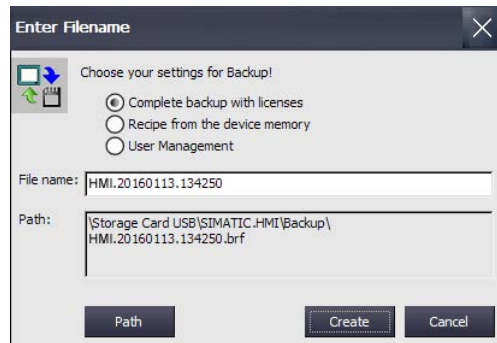 Enter Filename
Choose your settings for Backup!
Complete backup with licenses
Recipe from the device memory
User Management
File name: HMI.20160113.134250
Path: \Storage Card USB\SIMATIC.HMI\Backup\
HMI.20160113.134250.brf
Path Create Cancel